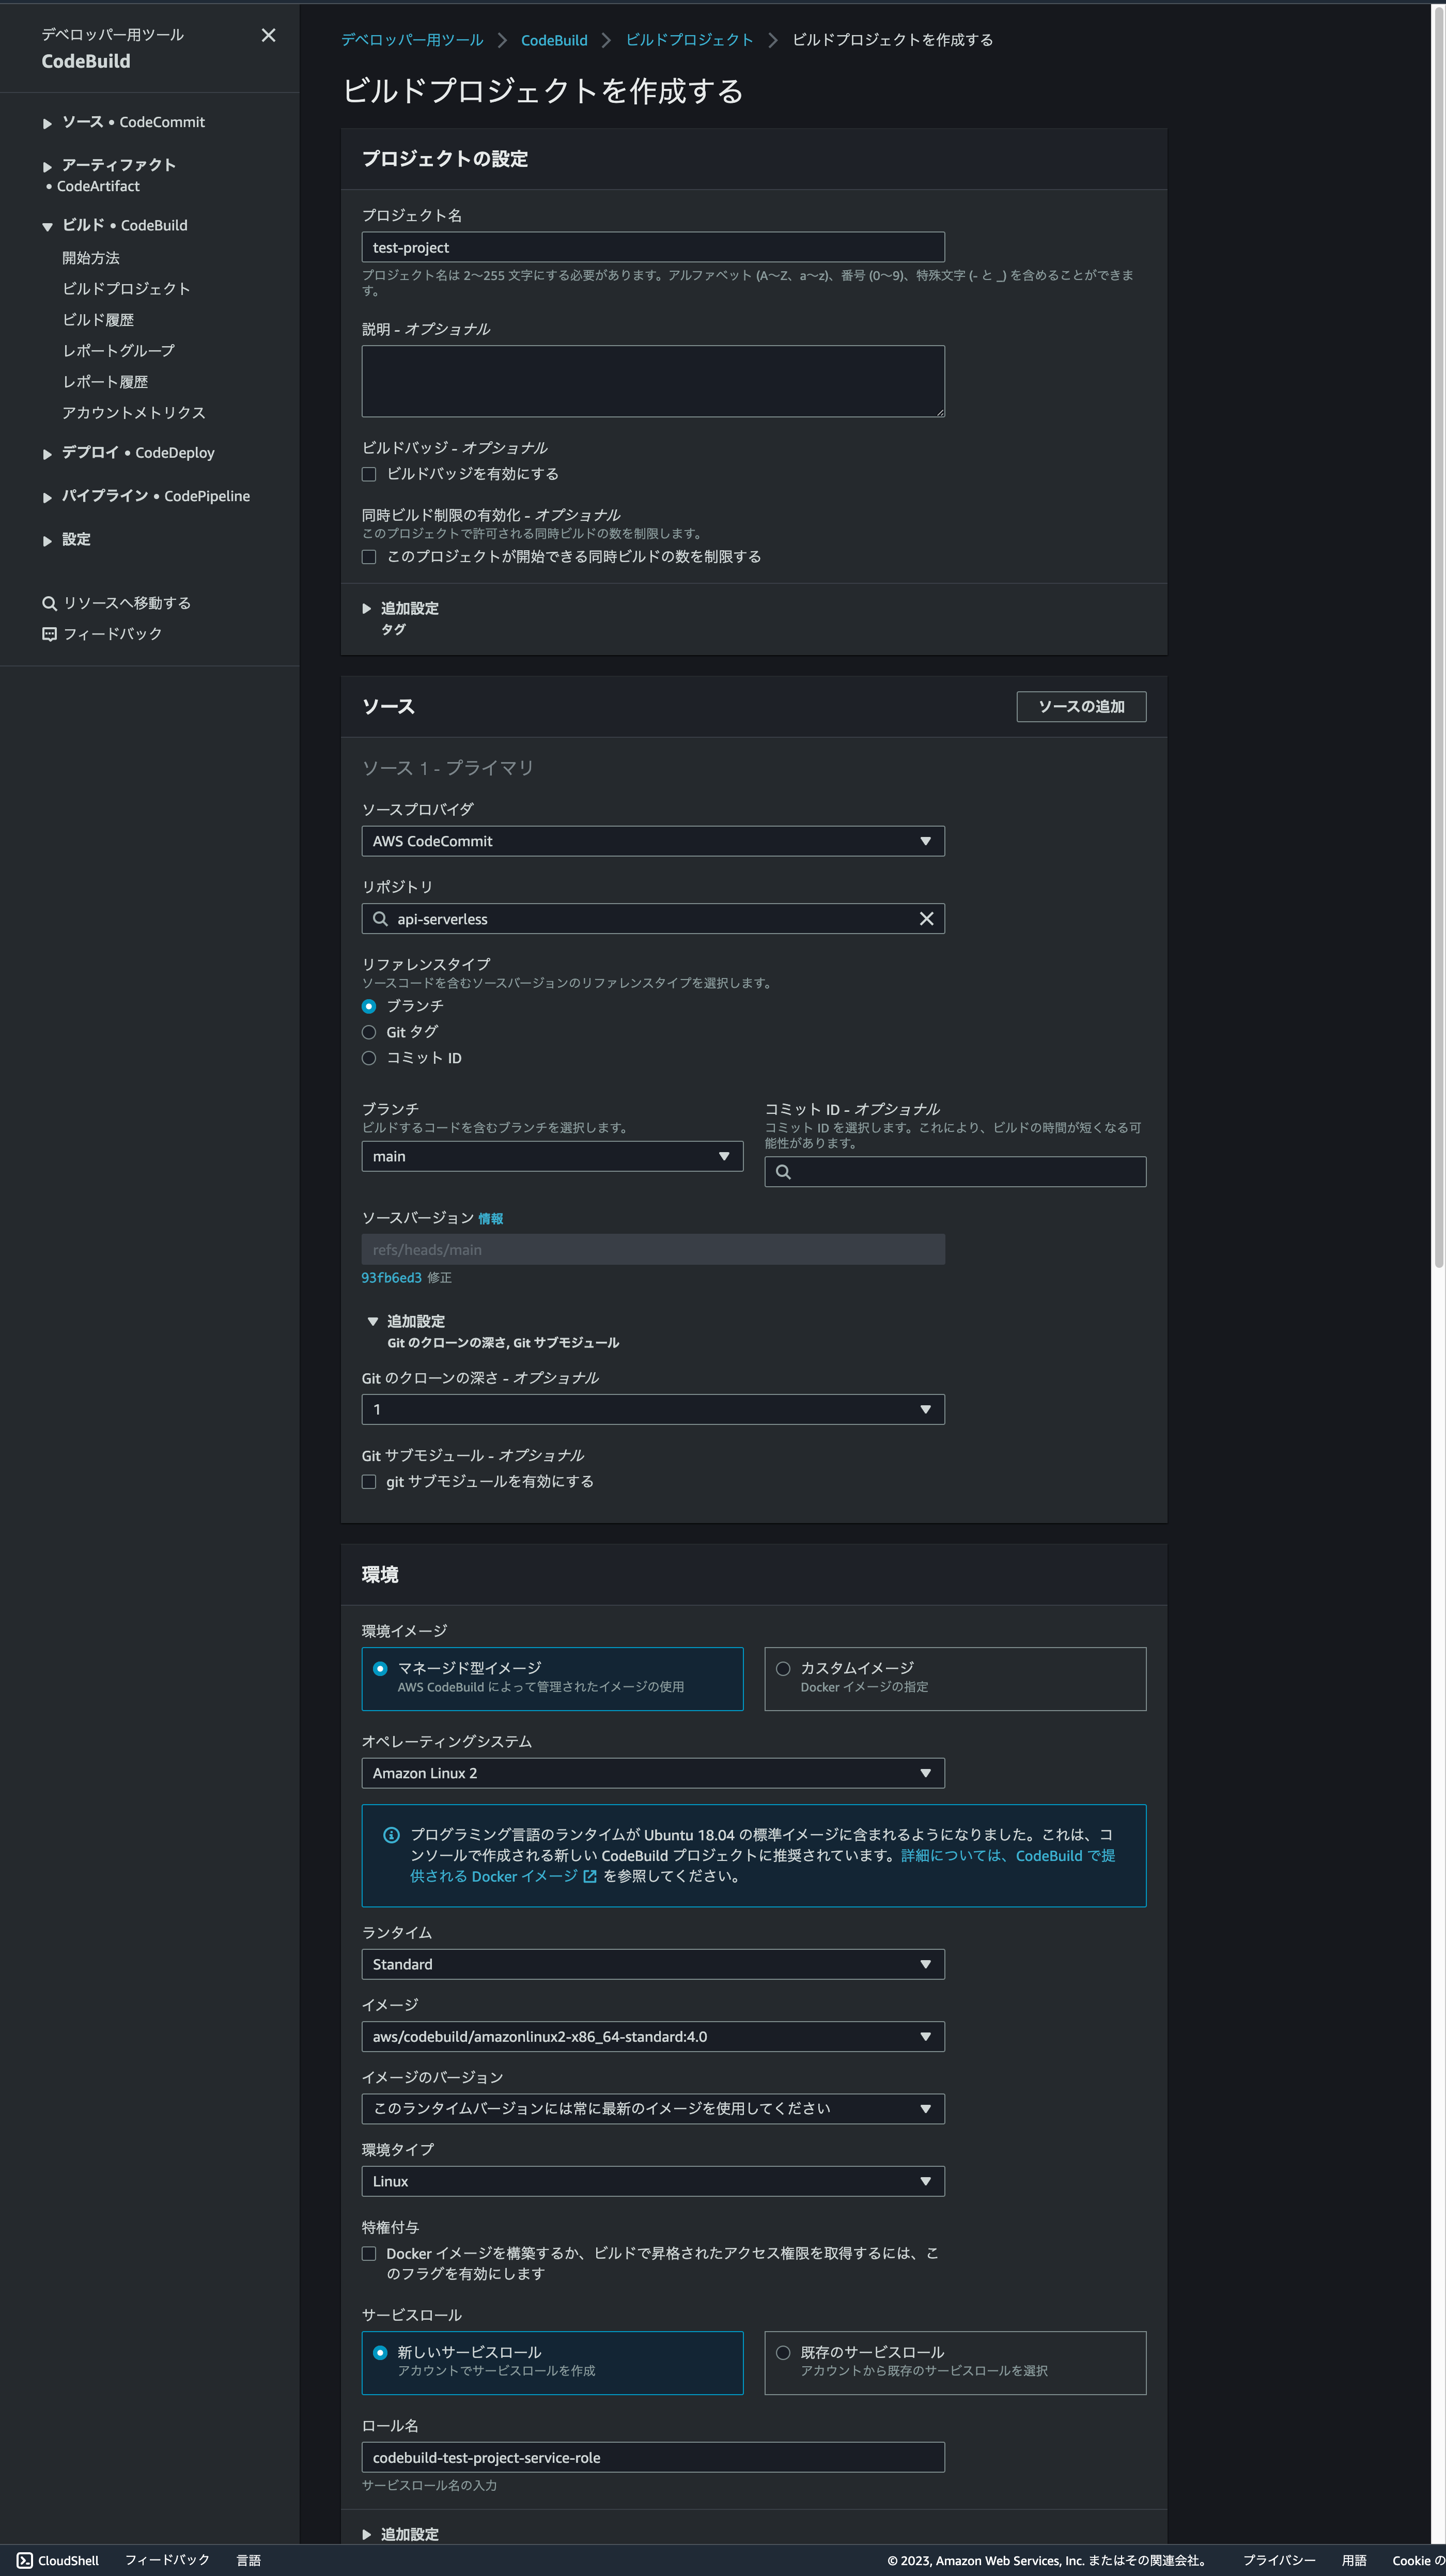 デベロッパー用ツール
CodeBuild
ソース • CodeCommit
アーティファクト
• CodeArtifact
ビルド • CodeBuild
開始方法
ビルドプロジェクト
ビルド履歴
レポートグループ
レポート履歴
アカウントメトリクス
デプロイ • CodeDeploy
パイプライン • CodePipeline
設定
リソースへ移動する
フィードバック
デベロッパー用ツール
CodeBuild
ビルドプロジェクト
ビルドプロジェクトを作成する
ビルドプロジェクトを作成する
プロジェクトの設定
プロジェクト名
test-project
プロジェクト名は 2～255 文字にする必要があります。アルファベット (A～Z、a～z)、番号 (0～9)、特殊文字 (- と _) を含めることができま
す。
説明 - オプショナル
ビルドバッジ - オプショナル
ビルドバッジを有効にする
同時ビルド制限の有効化 - オプショナル
このプロジェクトで許可される同時ビルドの数を制限します。
このプロジェクトが開始できる同時ビルドの数を制限する
追加設定
タグ
ソース
ソースの追加
ソース 1 - プライマリ
ソースプロバイダ
AWS CodeCommit
リポジトリ
api-serverless
リファレンスタイプ
ソースコードを含むソースバージョンのリファレンスタイプを選択します。
ブランチ
Git タグ
コミット ID
ブランチ
ビルドするコードを含むブランチを選択します。
main
コミット ID - オプショナル
コミット ID を選択します。これにより、ビルドの時間が短くなる可
能性があります。
ソースバージョン 情報
refs/heads/main
93fb6ed3 修正
追加設定
Git のクローンの深さ, Git サブモジュール
Git のクローンの深さ - オプショナル
1
Git サブモジュール - オプショナル
git サブモジュールを有効にする
環境
環境イメージ
マネージド型イメージ
AWS CodeBuild によって管理されたイメージの使用
カスタムイメージ
Docker イメージの指定
オペレーティングシステム
Amazon Linux 2
プログラミング言語のランタイムが Ubuntu 18.04 の標準イメージに含まれるようになりました。これは、コ
ンソールで作成される新しい CodeBuild プロジェクトに推奨されています。詳細については、CodeBuild で提
供される Docker イメージ を参照してください。
ランタイム
Standard
イメージ
aws/codebuild/amazonlinux2-x86_64-standard:4.0
イメージのバージョン
このランタイムバージョンには常に最新のイメージを使用してください
環境タイプ
Linux
特権付与
Docker イメージを構築するか、ビルドで昇格されたアクセス権限を取得するには、こ
のフラグを有効にします
サービスロール
新しいサービスロール
アカウントでサービスロールを作成
既存のサービスロール
アカウントから既存のサービスロールを選択
ロール名
codebuild-test-project-service-role
サービスロール名の入力
追加設定
CloudShell
フィードバック
言語
© 2023, Amazon Web Services, Inc. またはその関連会社。
プライバシー
用語
Cookie の